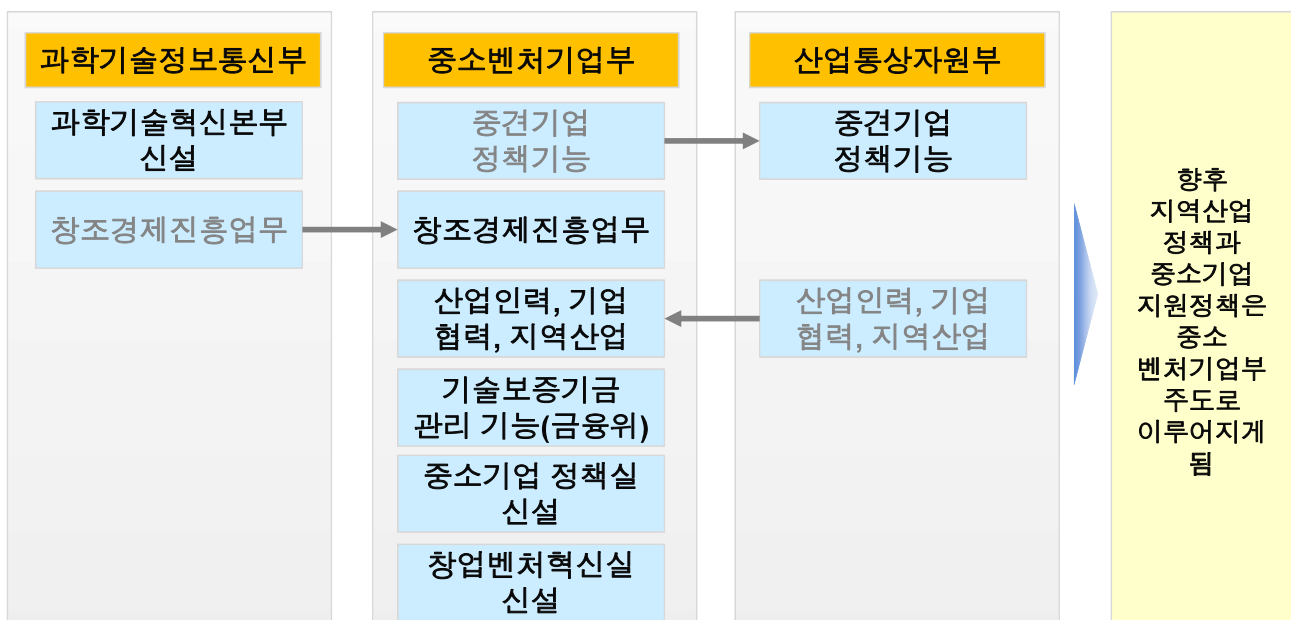 과학기술정보통신부
과학기술혁신본부
신설
창조경제진흥업무
중소벤처기업부
중견기업
정책기능
창조경제진흥업무
산업인력, 기업
협력, 지역산업
기술보증기금
관리 기능(금융위)
중소기업 정책실
신설
창업벤처혁신실
신설
산업통상자원부
중견기업
정책기능
산업인력, 기업
협력, 지역산업
향후
지역산업
정책과
중소기업
지원정책은
중소
벤처기업부
주도로
이루어지게
됨